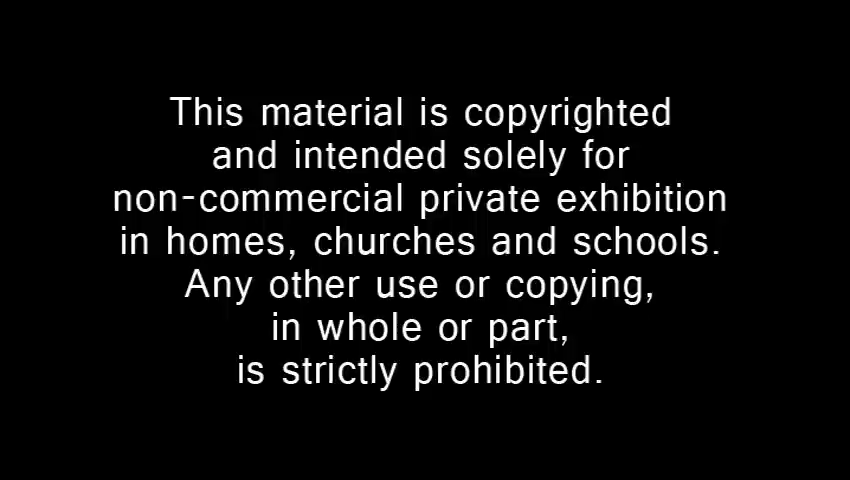 This material is copyrighted
and intended solely for
non-commercial private exhibition
in homes, churches and schools.
Any other use or copying,
in whole or part,
is strictly prohibited.